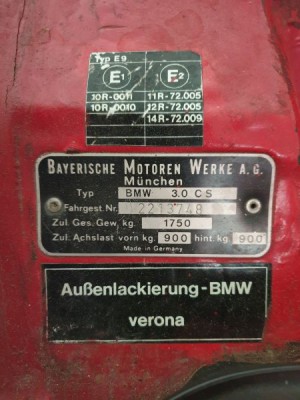 Typ E9
E1 E2
10R-0011 11R-72.005
10R-0010 12R-72.005
14R-72.009
BAYERISCHE MOTOREN WERKE A.G.
München
Typ BMW 3.0 CS
Fahrgest.Nr.
Zul. Ges. Gew. kg. 1750
Zul. Achslast vorn kg 900 hint. kg 900
Made in Germany
Außenlackierung-BMW
verona